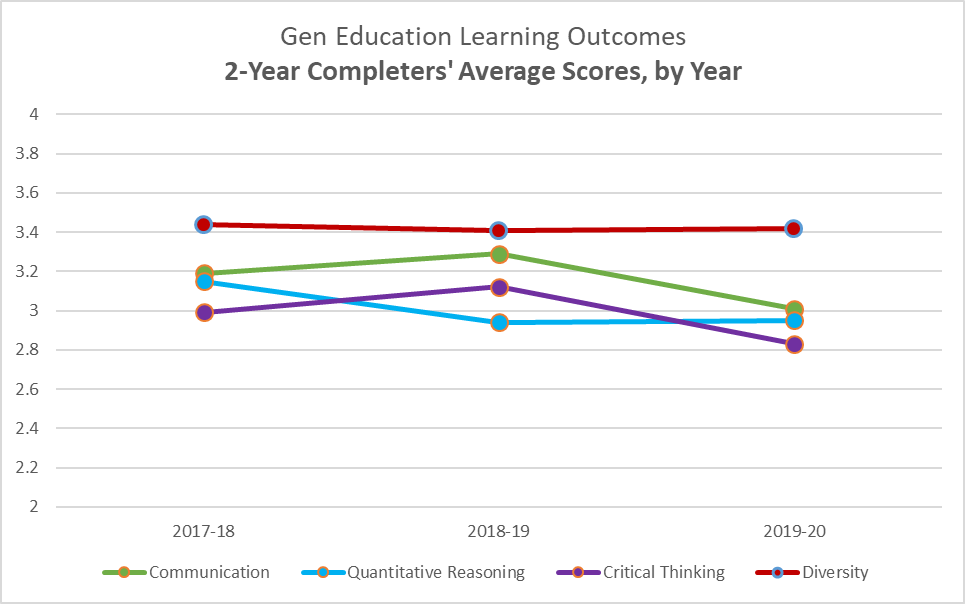 Gen Education Learning Outcomes
2-Year Completers' Average Scores, by Year
4
3.8
3.6
3.4
3.2
3
2.8
2.6
2.4
2.2
2
2017-18 2018-19 2019-20
Communication Quantitative Reasoning Critical Thinking Diversity